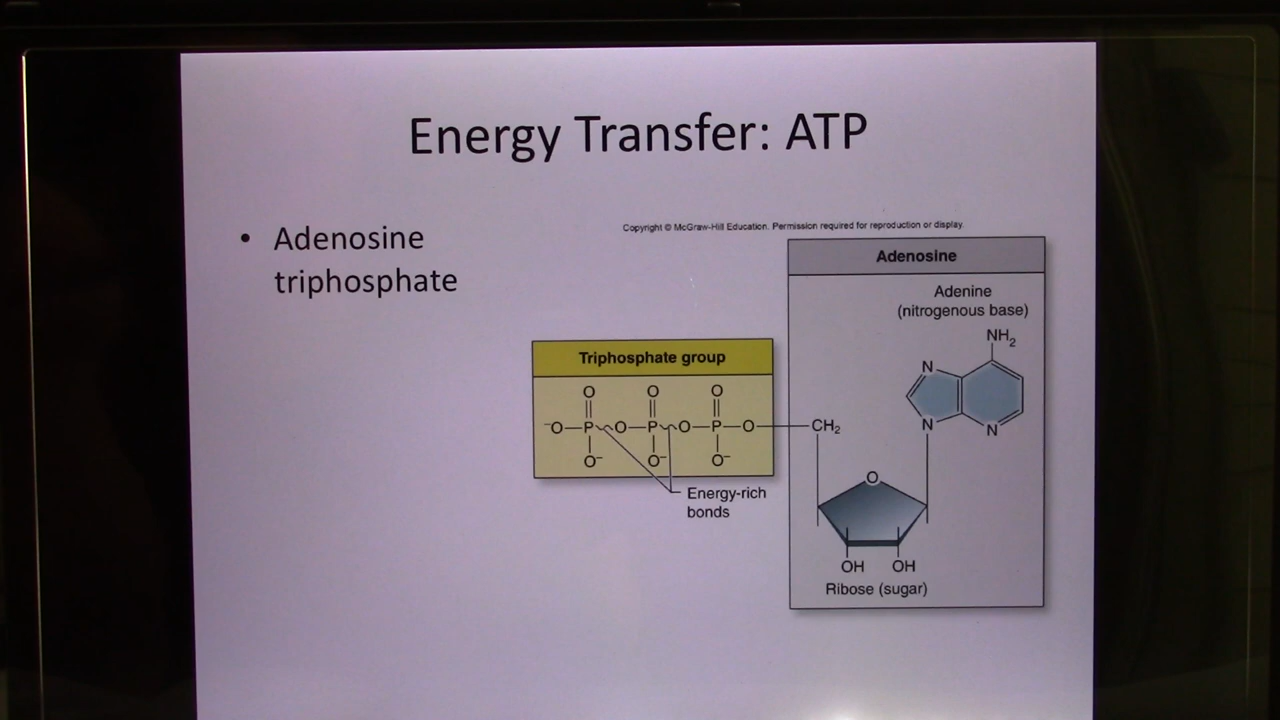 Energy Transfer: ATP
• Adenosine
triphosphate
Copyright © McGraw-Hill Education. Permission required for reproduction or display.
Adenosine
Adenine
(nitrogenous base)
NH₂
N
N
N
Triphosphate group
O O O
⁻O—P~O—P~O—P—O—CH₂
O⁻ O⁻ O⁻
Energy-rich
bonds
O
OH OH
Ribose (sugar)